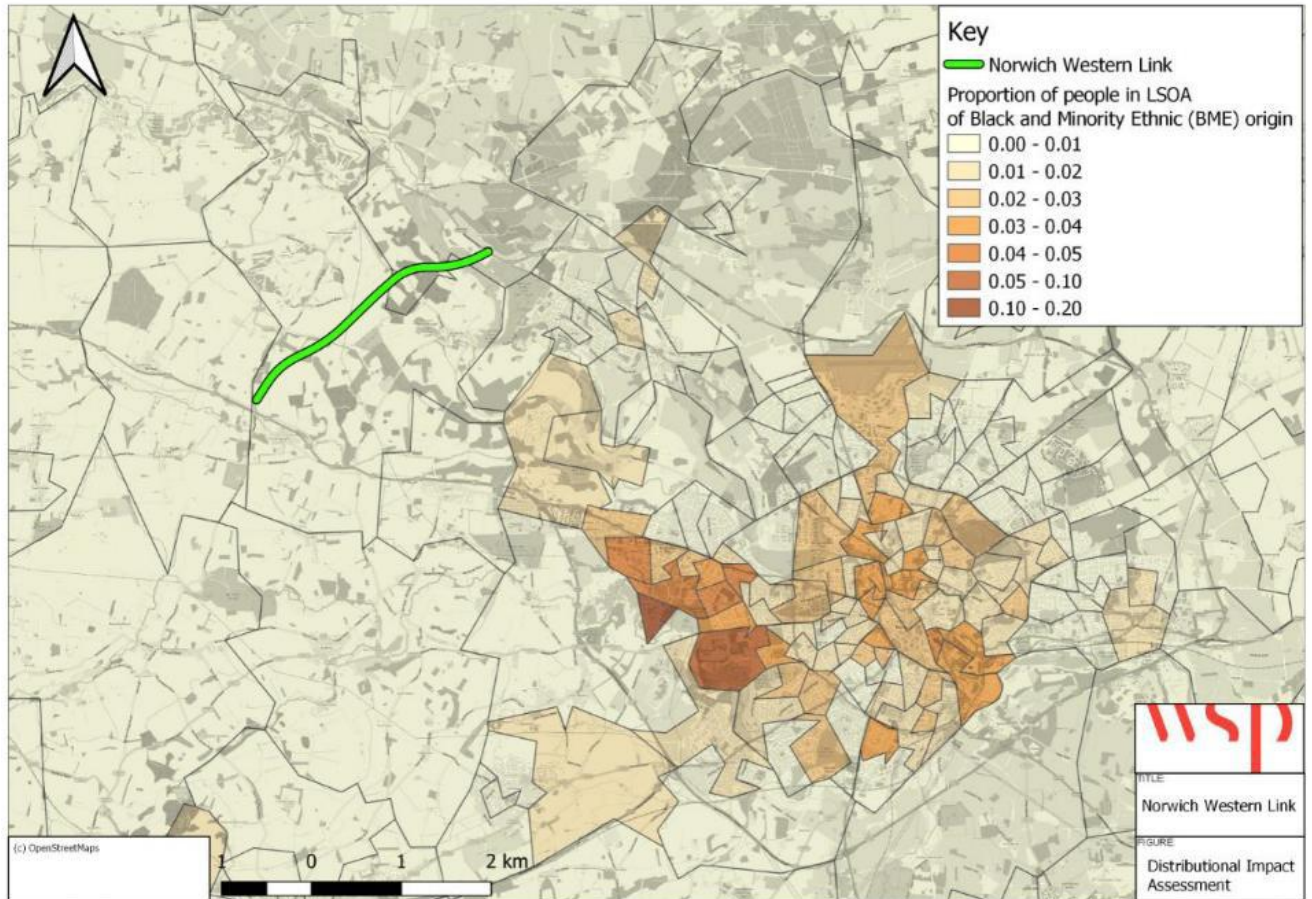 Key
Norwich Western Link
Proportion of people in LSOA
of Black and Minority Ethnic (BME) origin
0.00 - 0.01
0.01 - 0.02
0.02 - 0.03
0.03 - 0.04
0.04 - 0.05
0.05 - 0.10
0.10 - 0.20
wsp
TITLE
Norwich Western Link
FIGURE
Distributional Impact
Assessment
(c) OpenStreetMaps
1 0 1 2 km